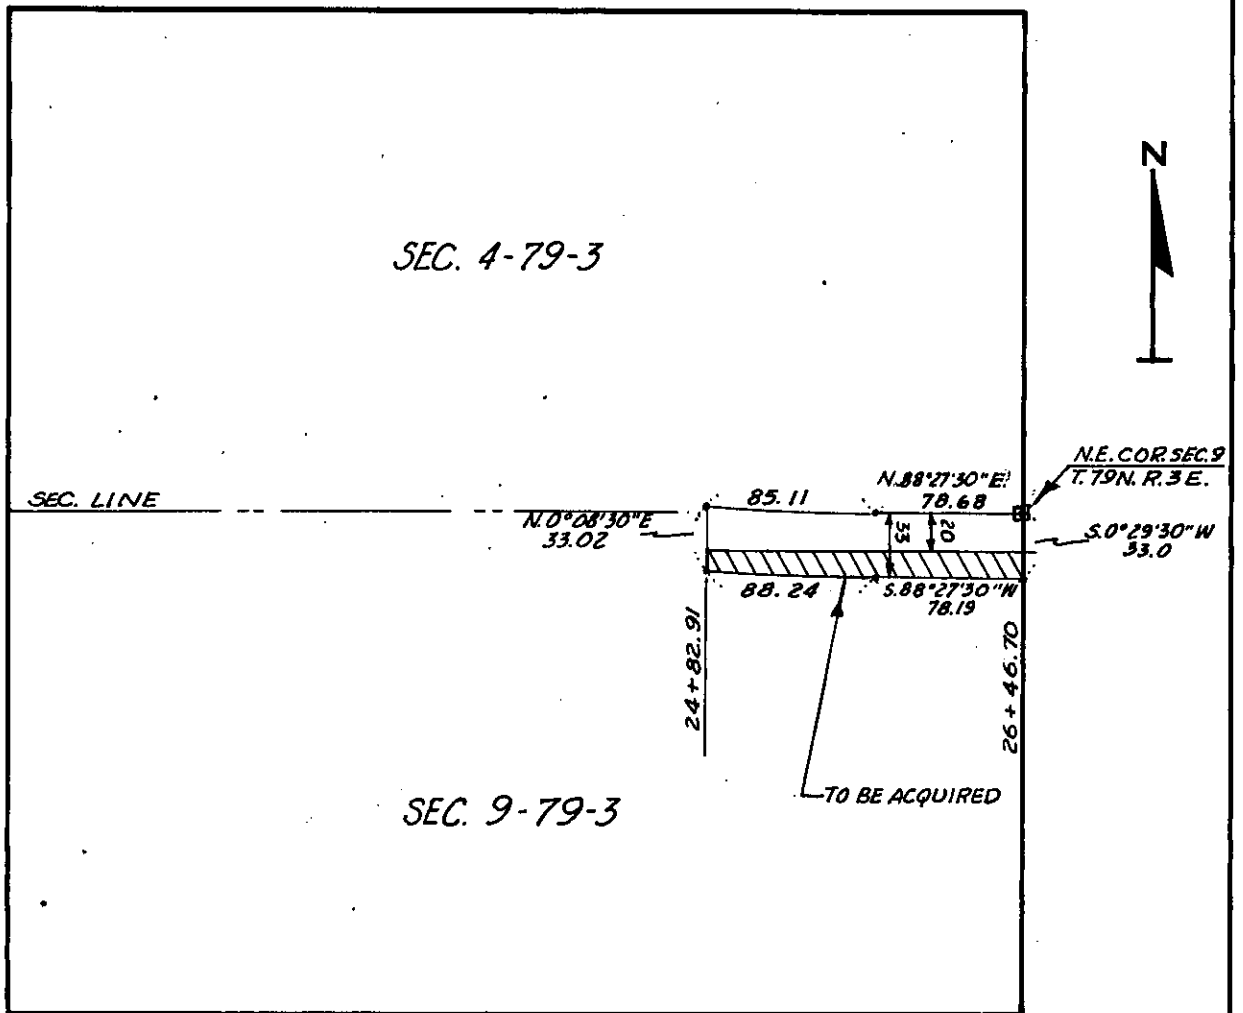 N
SEC. 4-79-3
N.E. COR. SEC. 9
T. 79 N. R. 3 E.
SEC. LINE
N. 88°27'30" E.
78.68
85.11
N. 0°08'30" E
33.02
33
20
S. 0°29'30" W
33.0
88.24
S. 88°27'30" W
78.19
24+82.91
26+46.70
TO BE ACQUIRED
SEC. 9-79-3